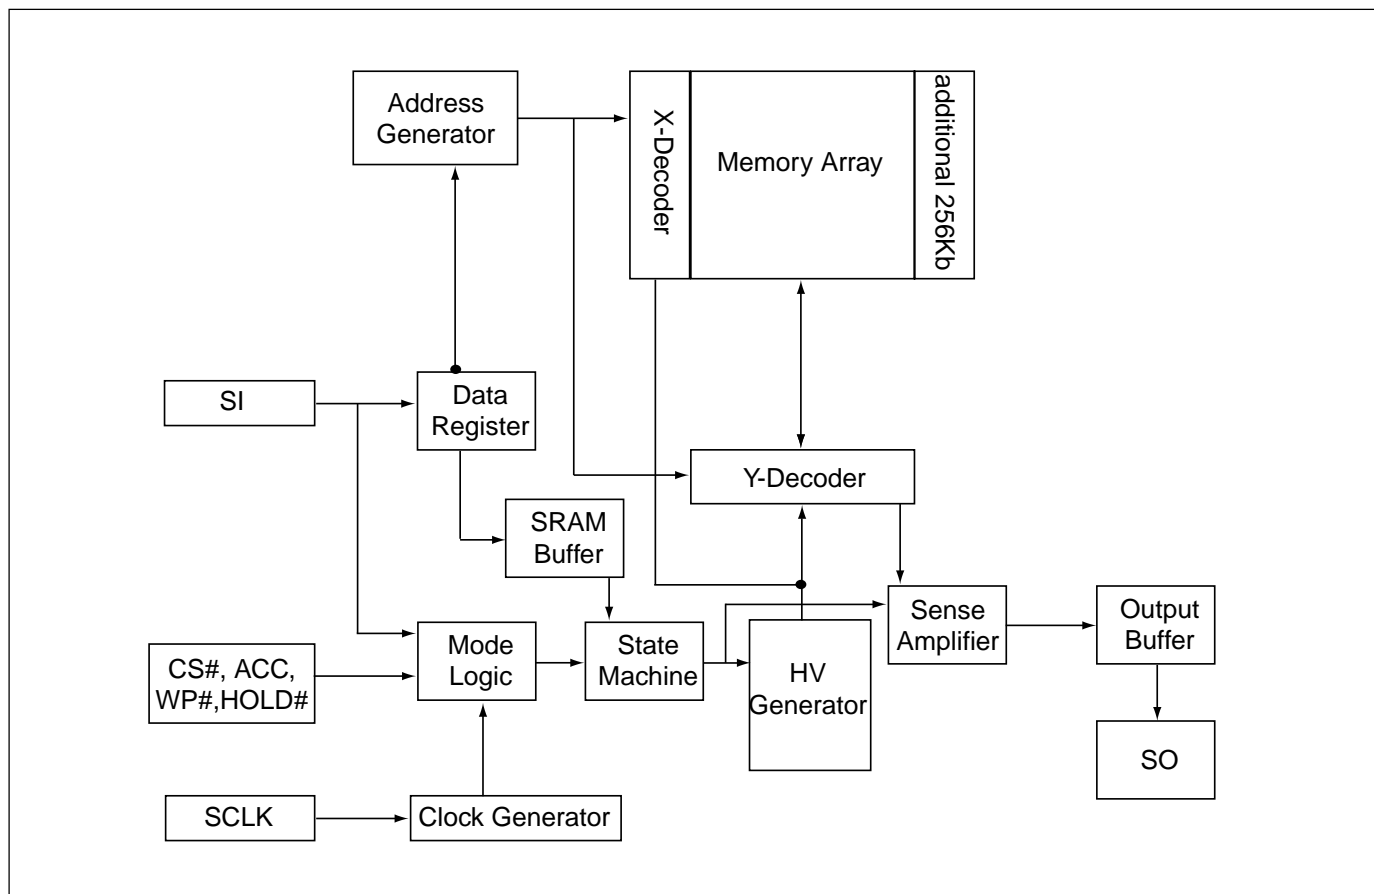 Address
Generator
X-Decoder
Memory Array
additional 256Kb
SI
Data
Register
Y-Decoder
SRAM
Buffer
Sense
Amplifier
Output
Buffer
CS#, ACC,
WP#,HOLD#
Mode
Logic
State
Machine
HV
Generator
SO
SCLK
Clock Generator